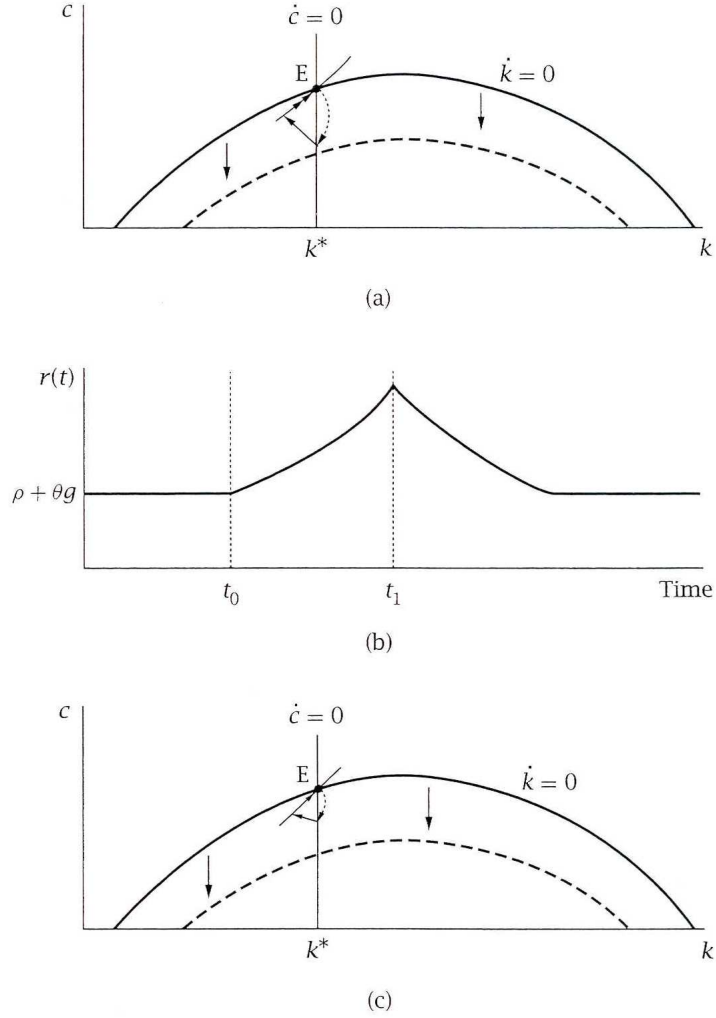 c
ċ = 0
E
k̇ = 0
k*
k
(a)
r(t)
ρ + θg
t₀
t₁
Time
(b)
c
ċ = 0
E
k̇ = 0
k*
k
(c)